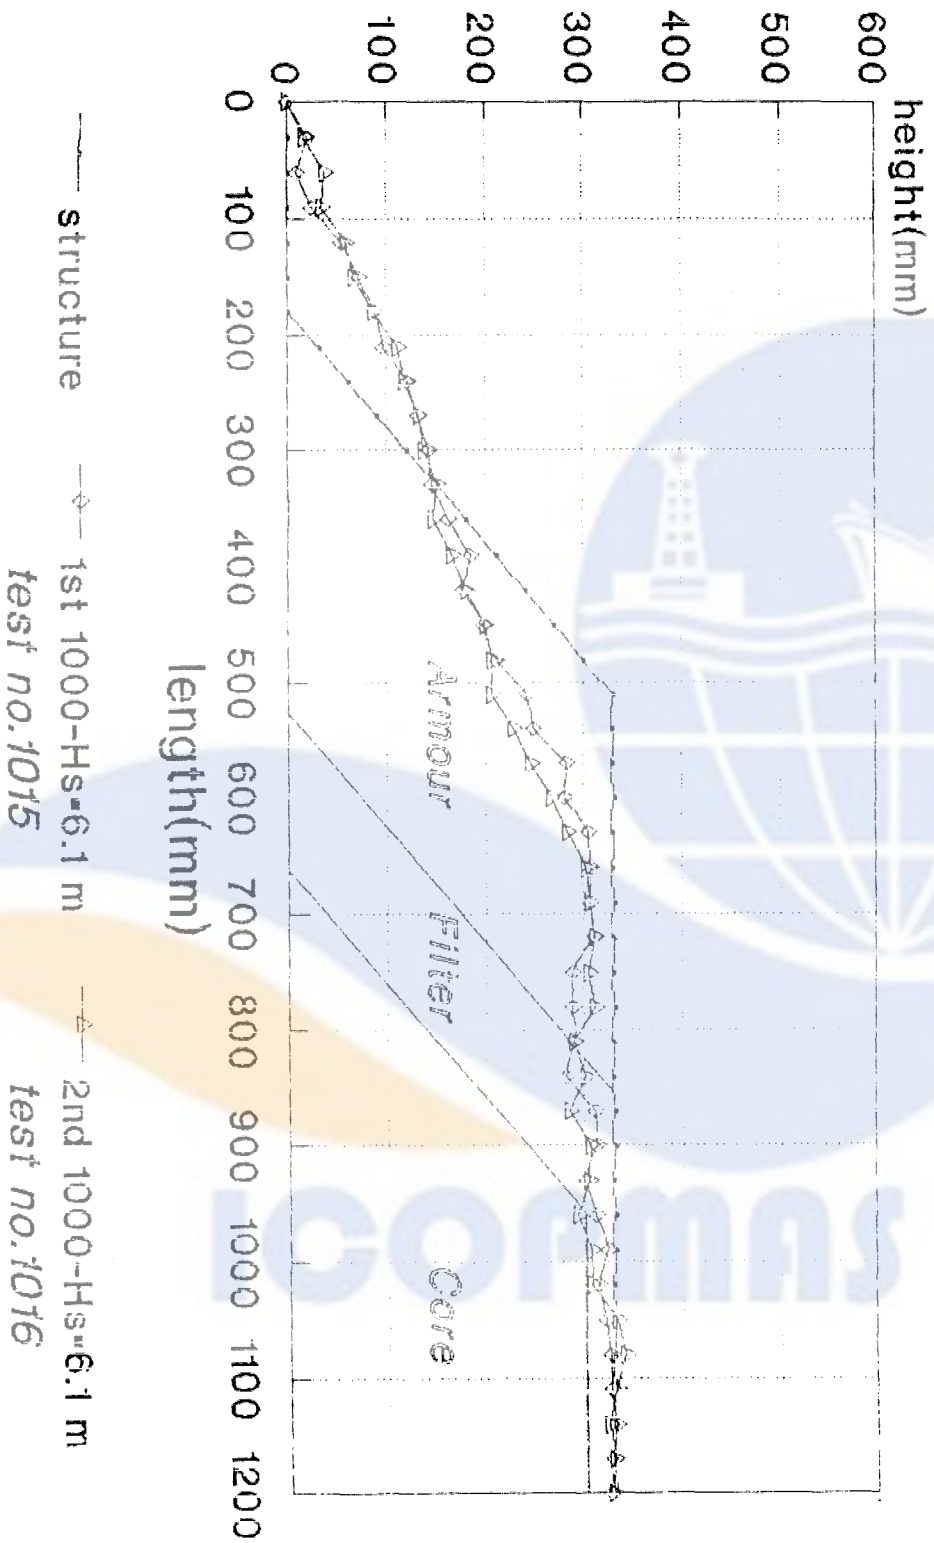 height(mm)
600
500
400
300
200
100
0
0 100 200 300 400 500 600 700 800 900 1000 1100 1200
Armour Filter Core
length(mm)
structure 1st 1000-Hs=6.1 m 2nd 1000-Hs=6.1 m
test no.1015 test no.1016
ICOPMAS